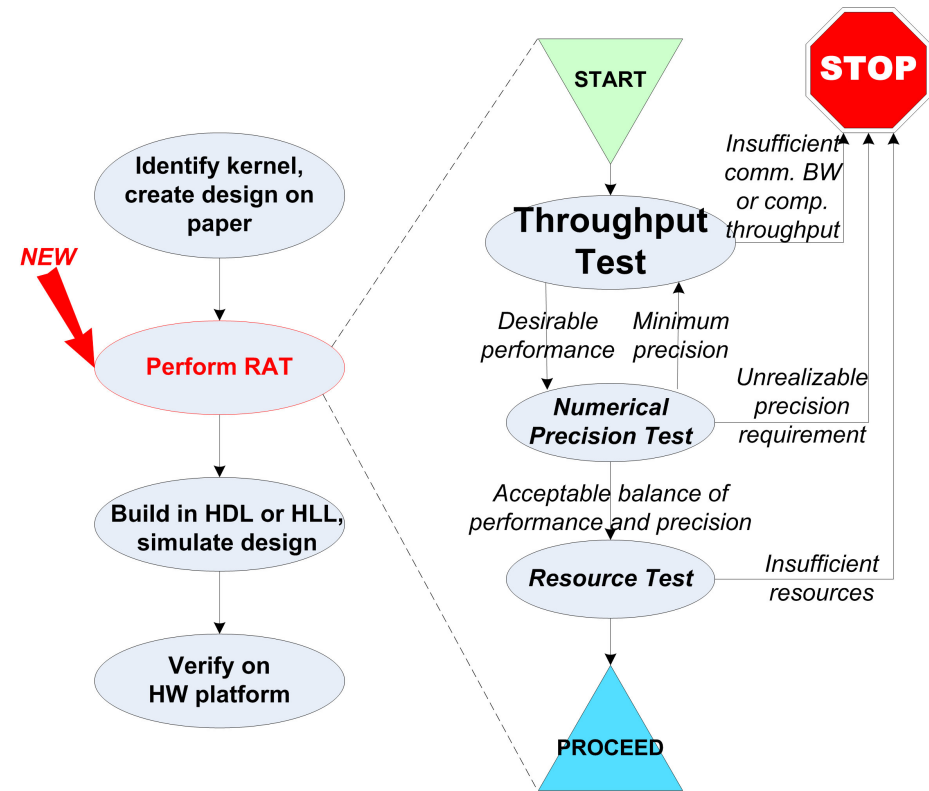 Identify kernel,
create design on
paper
NEW
Perform RAT
Build in HDL or HLL,
simulate design
Verify on
HW platform
START
STOP
Throughput
Test
Insufficient
comm. BW
or comp.
throughput
Desirable
performance
Minimum
precision
Numerical
Precision Test
Unrealizable
precision
requirement
Acceptable balance of
performance and precision
Resource Test
Insufficient
resources
PROCEED